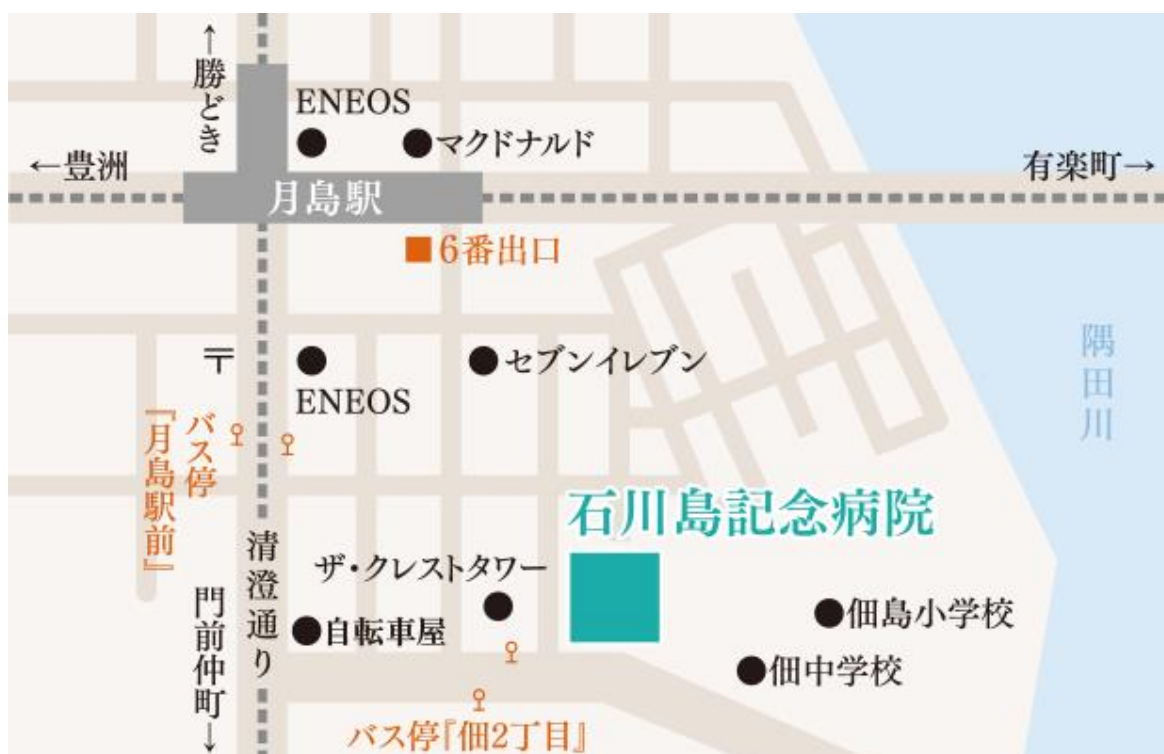 ←勝どき
ENEOS
マクドナルド
←豊洲
有楽町→
月島駅
6番出口
〒
ENEOS
セブンイレブン
隅田川
バス停
『月島駅前』
石川島記念病院
清澄通り
ザ・クレストタワー
自転車屋
佃島小学校
佃中学校
門前仲町→
バス停『佃2丁目』